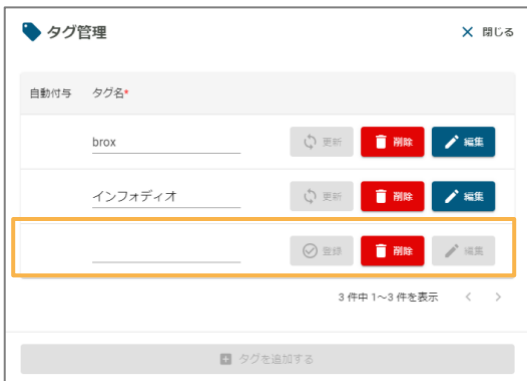 タグ管理 閉じる
自動付与 タグ名*
brox 更新 削除 編集
インフォディオ 更新 削除 編集
登録 削除 編集
3 件中 1~3 件を表示
タグを追加する